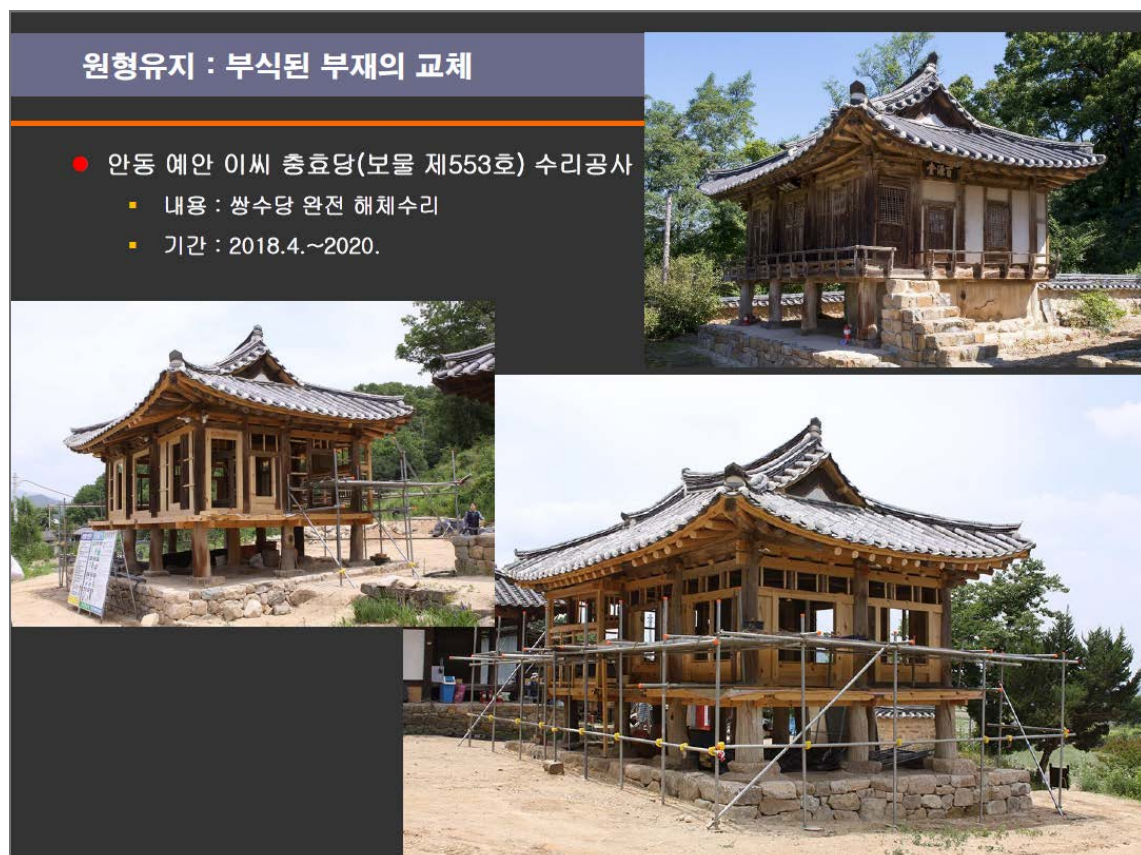 원형유지 : 부식된 부재의 교체
안동 예안 이씨 충효당(보물 제553호) 수리공사
내용 : 쌍수당 완전 해체수리
기간 : 2018.4.~2020.